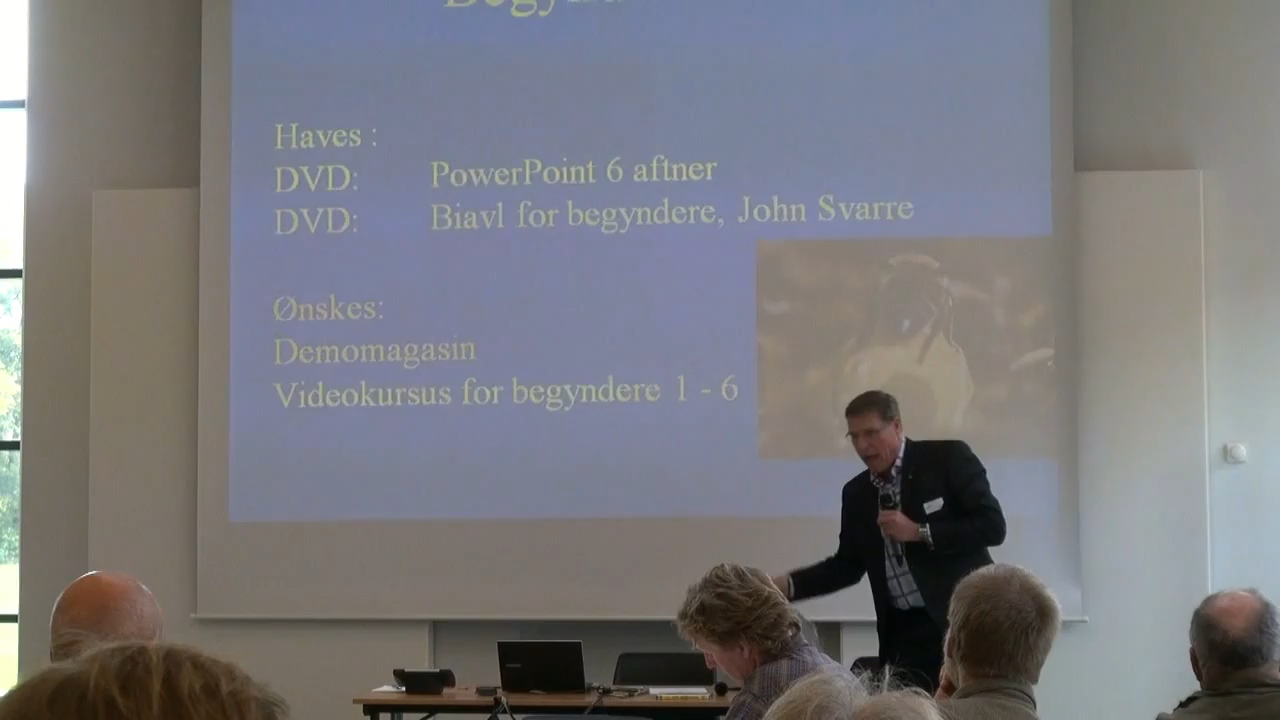 Haves :
DVD: PowerPoint 6 aftner
DVD: Biavl for begyndere, John Svarre
Ønskes:
Demomagasin
Videokursus for begyndere 1 - 6